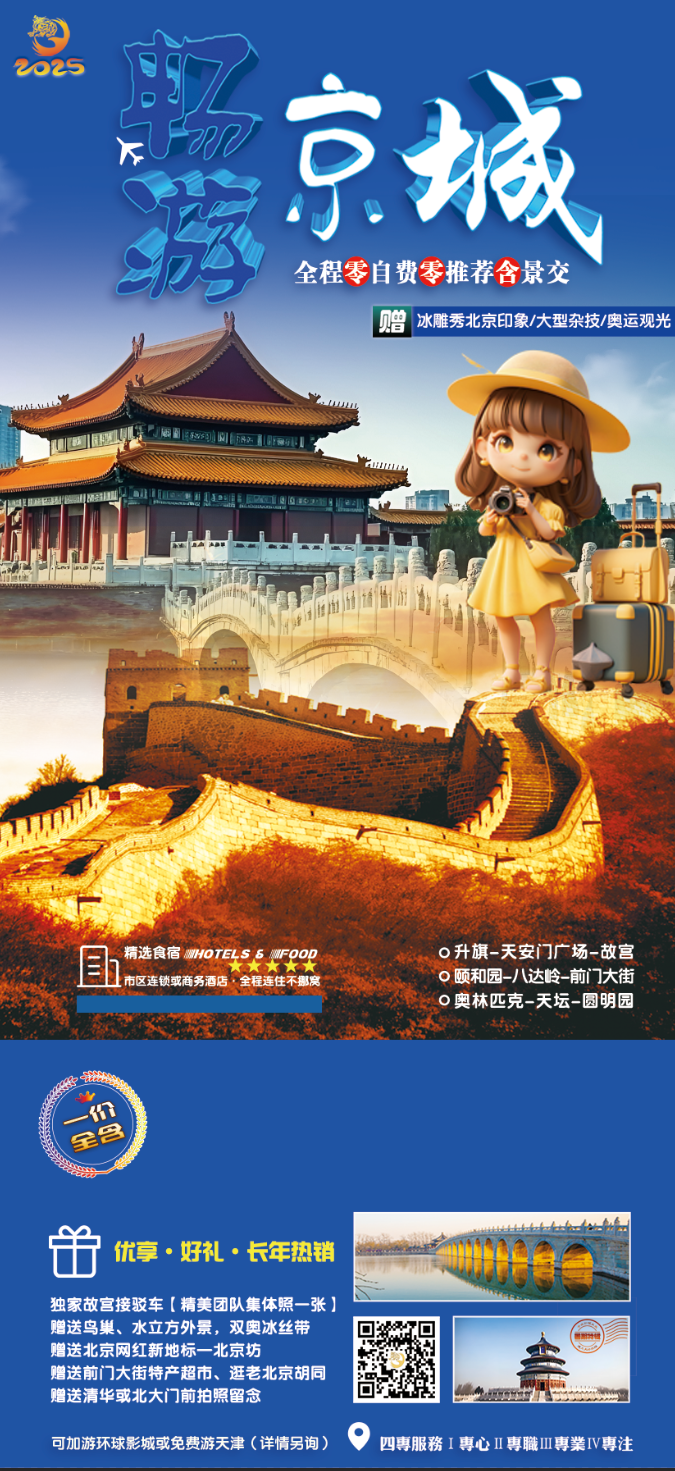 2025
畅游
京城
全程零自费零推荐含景交
赠 冰雕秀北京印象/大型杂技/奥运观光
精选食宿 HOTELS & FOOD
市区连锁或商务酒店·全程连住不挪窝
升旗-天安门广场-故宫
颐和园-八达岭-前门大街
奥林匹克-天坛-圆明园
一价
全含
优享·好礼·长年热销
独家故宫接驳车【精美团队集体照一张】
赠送鸟巢、水立方外景，双奥冰丝带
赠送北京网红新地标—北京坊
赠送前门大街特产超市、逛老北京胡同
赠送清华或北大门前拍照留念
可加游环球影城或免费游天津（详情另询）
四專服務Ⅰ專心Ⅱ專職Ⅲ專業Ⅳ專注